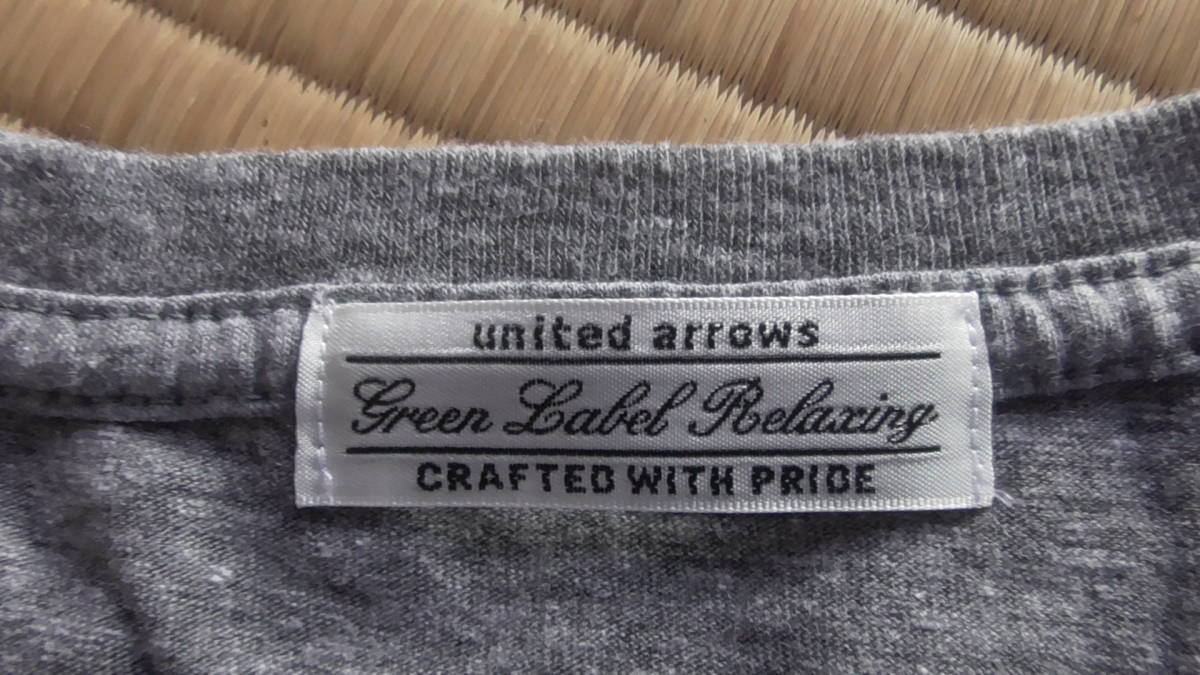 united arrows
Green Label Relaxing
CRAFTED WITH PRIDE